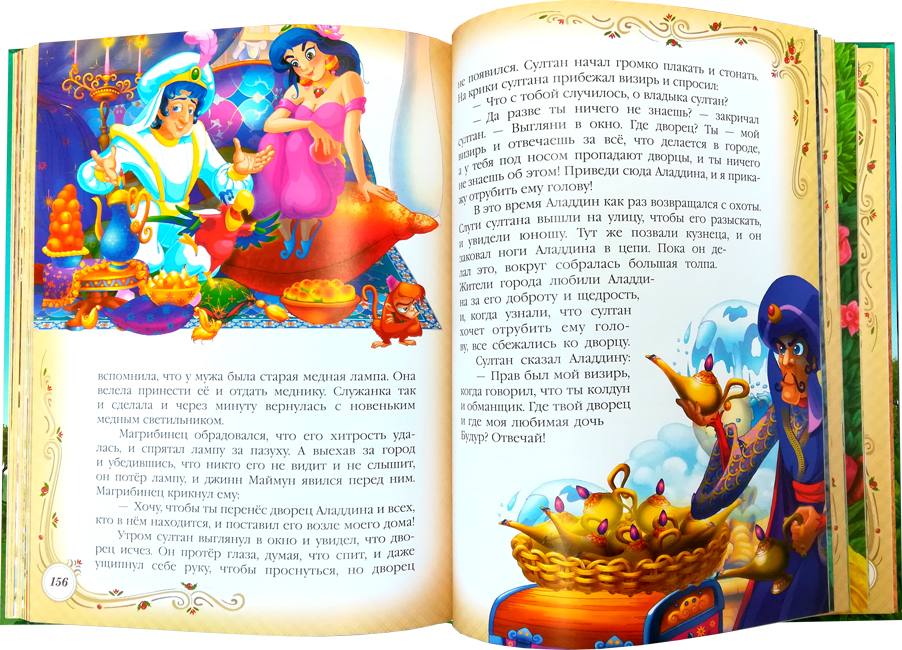 вспомнила, что у мужа была старая медная лампа. Она
велела принести её и отдать меднику. Служанка так
и сделала и через минуту вернулась с новеньким
медным светильником.
Магрибинец обрадовался, что его хитрость уда-
лась, и спрятал лампу за пазуху. А выехав за город
и убедившись, что никто его не видит и не слышит,
он потёр лампу, и джинн Маймун явился перед ним.
Магрибинец крикнул ему:
— Хочу, чтобы ты перенёс дворец Аладдина и всех,
кто в нём находится, и поставил его возле моего дома!
Утром султан выглянул в окно и увидел, что дво-
рец исчез. Он протёр глаза, думая, что спит, и даже
ущипнул себе руку, чтобы проснуться, но дворец
156
не появился. Султан начал громко плакать и стонать.
На крики султана прибежал визирь и спросил:
— Что с тобой случилось, о владыка султан?
— Да разве ты ничего не знаешь? — закричал
султан. — Выгляни в окно. Где дворец? Ты — мой
визирь и отвечаешь за всё, что делается в городе,
а у тебя под носом пропадают дворцы, и ты ничего
не знаешь об этом! Приведи сюда Аладдина, и я прика-
жу отрубить ему голову!
В это время Аладдин как раз возвращался с охоты.
Слуги султана вышли на улицу, чтобы его разыскать,
и увидели юношу. Тут же позвали кузнеца, и он
заковал ноги Аладдина в цепи. Пока он де-
лал это, вокруг собралась большая толпа.
Жители города любили Аладди-
на за его доброту и щедрость,
и, когда узнали, что султан
хочет отрубить ему голо-
ву, все сбежались ко дворцу.
Султан сказал Аладдину:
— Прав был мой визирь,
когда говорил, что ты колдун
и обманщик. Где твой дворец
и где моя любимая дочь
Будур? Отвечай!